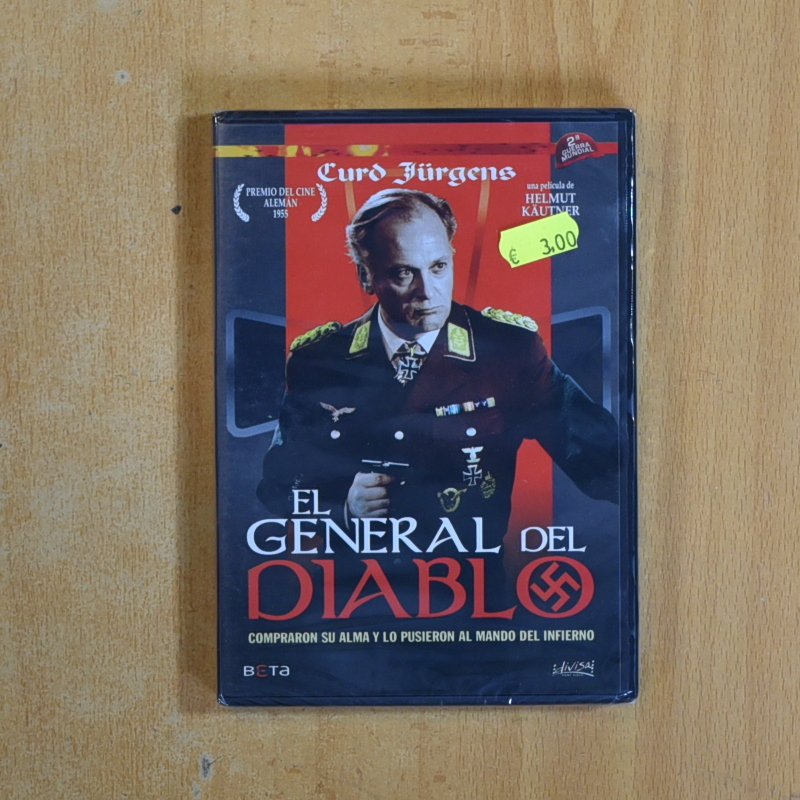 2ª
GUERRA
MUNDIAL
Curd Jürgens
PREMIO DEL CINE
ALEMÁN
1955
una película de
HELMUT
KÄUTNER
€ 3.00
EL
GENERAL DEL
DIABLO
COMPRARON SU ALMA Y LO PUSIERON AL MANDO DEL INFIERNO
BETA
divisa